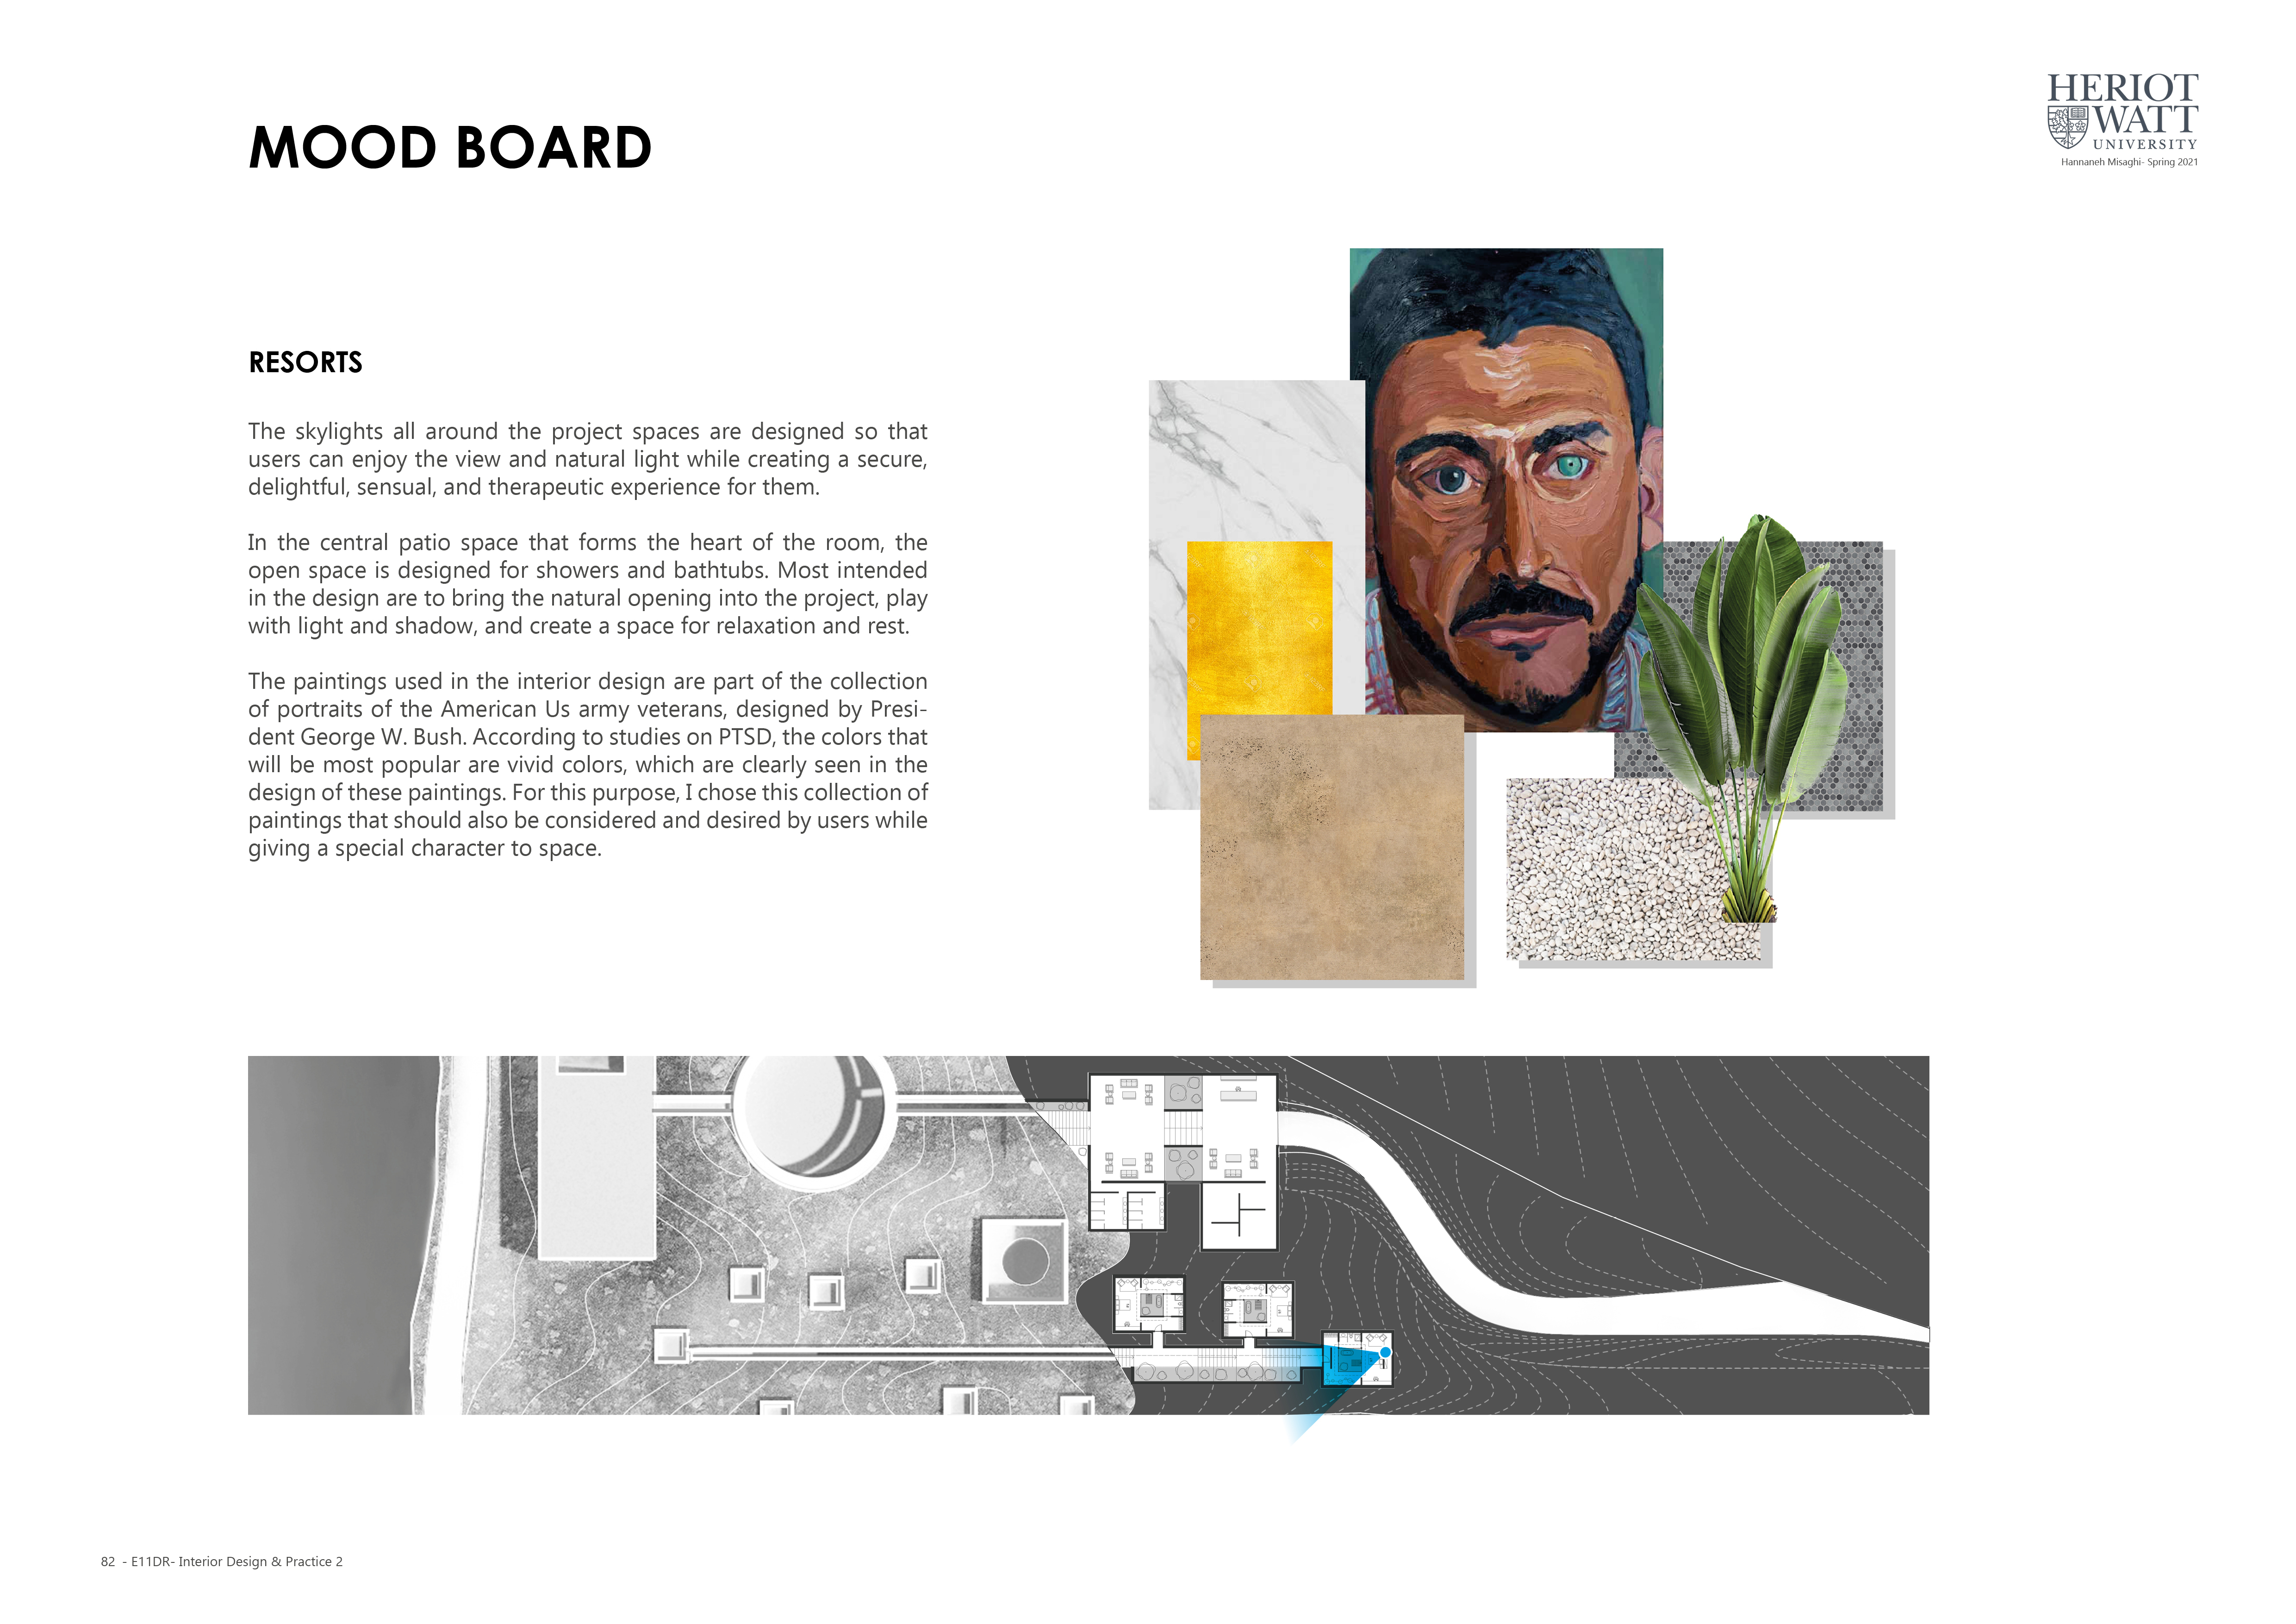 MOOD BOARD
HERIOT
WATT
UNIVERSITY
Hannaneh Misaghi- Spring 2021
RESORTS
The skylights all around the project spaces are designed so that
users can enjoy the view and natural light while creating a secure,
delightful, sensual, and therapeutic experience for them.
In the central patio space that forms the heart of the room, the
open space is designed for showers and bathtubs. Most intended
in the design are to bring the natural opening into the project, play
with light and shadow, and create a space for relaxation and rest.
The paintings used in the interior design are part of the collection
of portraits of the American Us army veterans, designed by Presi-
dent George W. Bush. According to studies on PTSD, the colors that
will be most popular are vivid colors, which are clearly seen in the
design of these paintings. For this purpose, I chose this collection of
paintings that should also be considered and desired by users while
giving a special character to space.
82 - E11DR- Interior Design & Practice 2